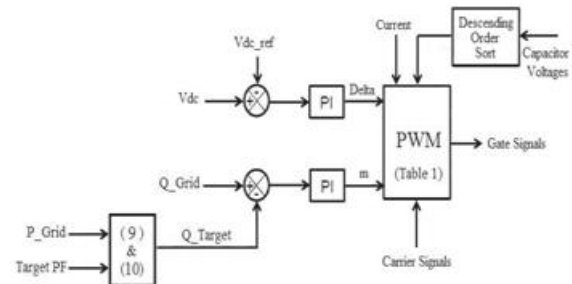 Descending
Order
Sort
Current
Capacitor
Voltages
Vdc_ref
Vdc
PI
Delta
PWM
(Table 1)
Gate Signals
Q_Grid
PI
m
P_Grid
(9)
&
(10)
Q_Target
Target PF
Carrier Signals